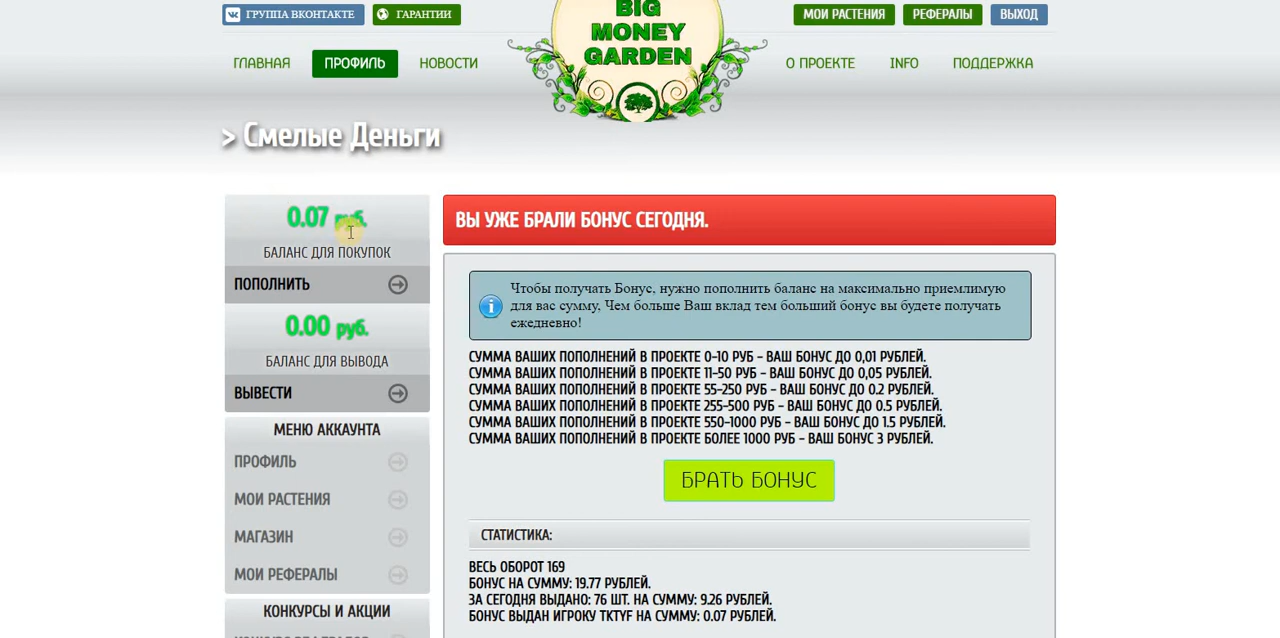 ГРУППА ВКОНТАКТЕ
ГАРАНТИИ
BIG
MONEY
GARDEN
МОИ РАСТЕНИЯ
РЕФЕРАЛЫ
ВЫХОД
ГЛАВНАЯ
ПРОФИЛЬ
НОВОСТИ
О ПРОЕКТЕ
INFO
ПОДДЕРЖКА
> Смелые Деньги
0.07 руб.
БАЛАНС ДЛЯ ПОКУПОК
ПОПОЛНИТЬ
0.00 руб.
БАЛАНС ДЛЯ ВЫВОДА
ВЫВЕСТИ
МЕНЮ АККАУНТА
ПРОФИЛЬ
МОИ РАСТЕНИЯ
МАГАЗИН
МОИ РЕФЕРАЛЫ
КОНКУРСЫ И АКЦИИ
ВЫ УЖЕ БРАЛИ БОНУС СЕГОДНЯ.
Чтобы получать Бонус, нужно пополнить баланс на максимально приемлимую
для вас сумму, Чем больше Ваш вклад тем больший бонус вы будете получать
ежедневно!
СУММА ВАШИХ ПОПОЛНЕНИЙ В ПРОЕКТЕ 0-10 РУБ - ВАШ БОНУС ДО 0,01 РУБЛЕЙ.
СУММА ВАШИХ ПОПОЛНЕНИЙ В ПРОЕКТЕ 11-50 РУБ - ВАШ БОНУС ДО 0,05 РУБЛЕЙ.
СУММА ВАШИХ ПОПОЛНЕНИЙ В ПРОЕКТЕ 55-250 РУБ - ВАШ БОНУС ДО 0.2 РУБЛЕЙ.
СУММА ВАШИХ ПОПОЛНЕНИЙ В ПРОЕКТЕ 255-500 РУБ - ВАШ БОНУС ДО 0.5 РУБЛЕЙ.
СУММА ВАШИХ ПОПОЛНЕНИЙ В ПРОЕКТЕ 550-1000 РУБ - ВАШ БОНУС ДО 1.5 РУБЛЕЙ.
СУММА ВАШИХ ПОПОЛНЕНИЙ В ПРОЕКТЕ БОЛЕЕ 1000 РУБ - ВАШ БОНУС 3 РУБЛЕЙ.
БРАТЬ БОНУС
СТАТИСТИКА:
ВЕСЬ ОБОРОТ 169
БОНУС НА СУММУ: 19.77 РУБЛЕЙ.
ЗА СЕГОДНЯ ВЫДАНО: 76 ШТ. НА СУММУ: 9.26 РУБЛЕЙ.
БОНУС ВЫДАН ИГРОКУ TKTYF НА СУММУ: 0.07 РУБЛЕЙ.